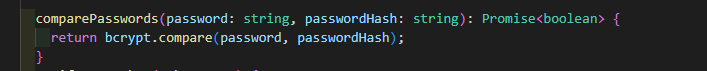 comparePasswords(password: string, passwordHash: string): Promise<boolean> {
return bcrypt.compare(password, passwordHash);
}